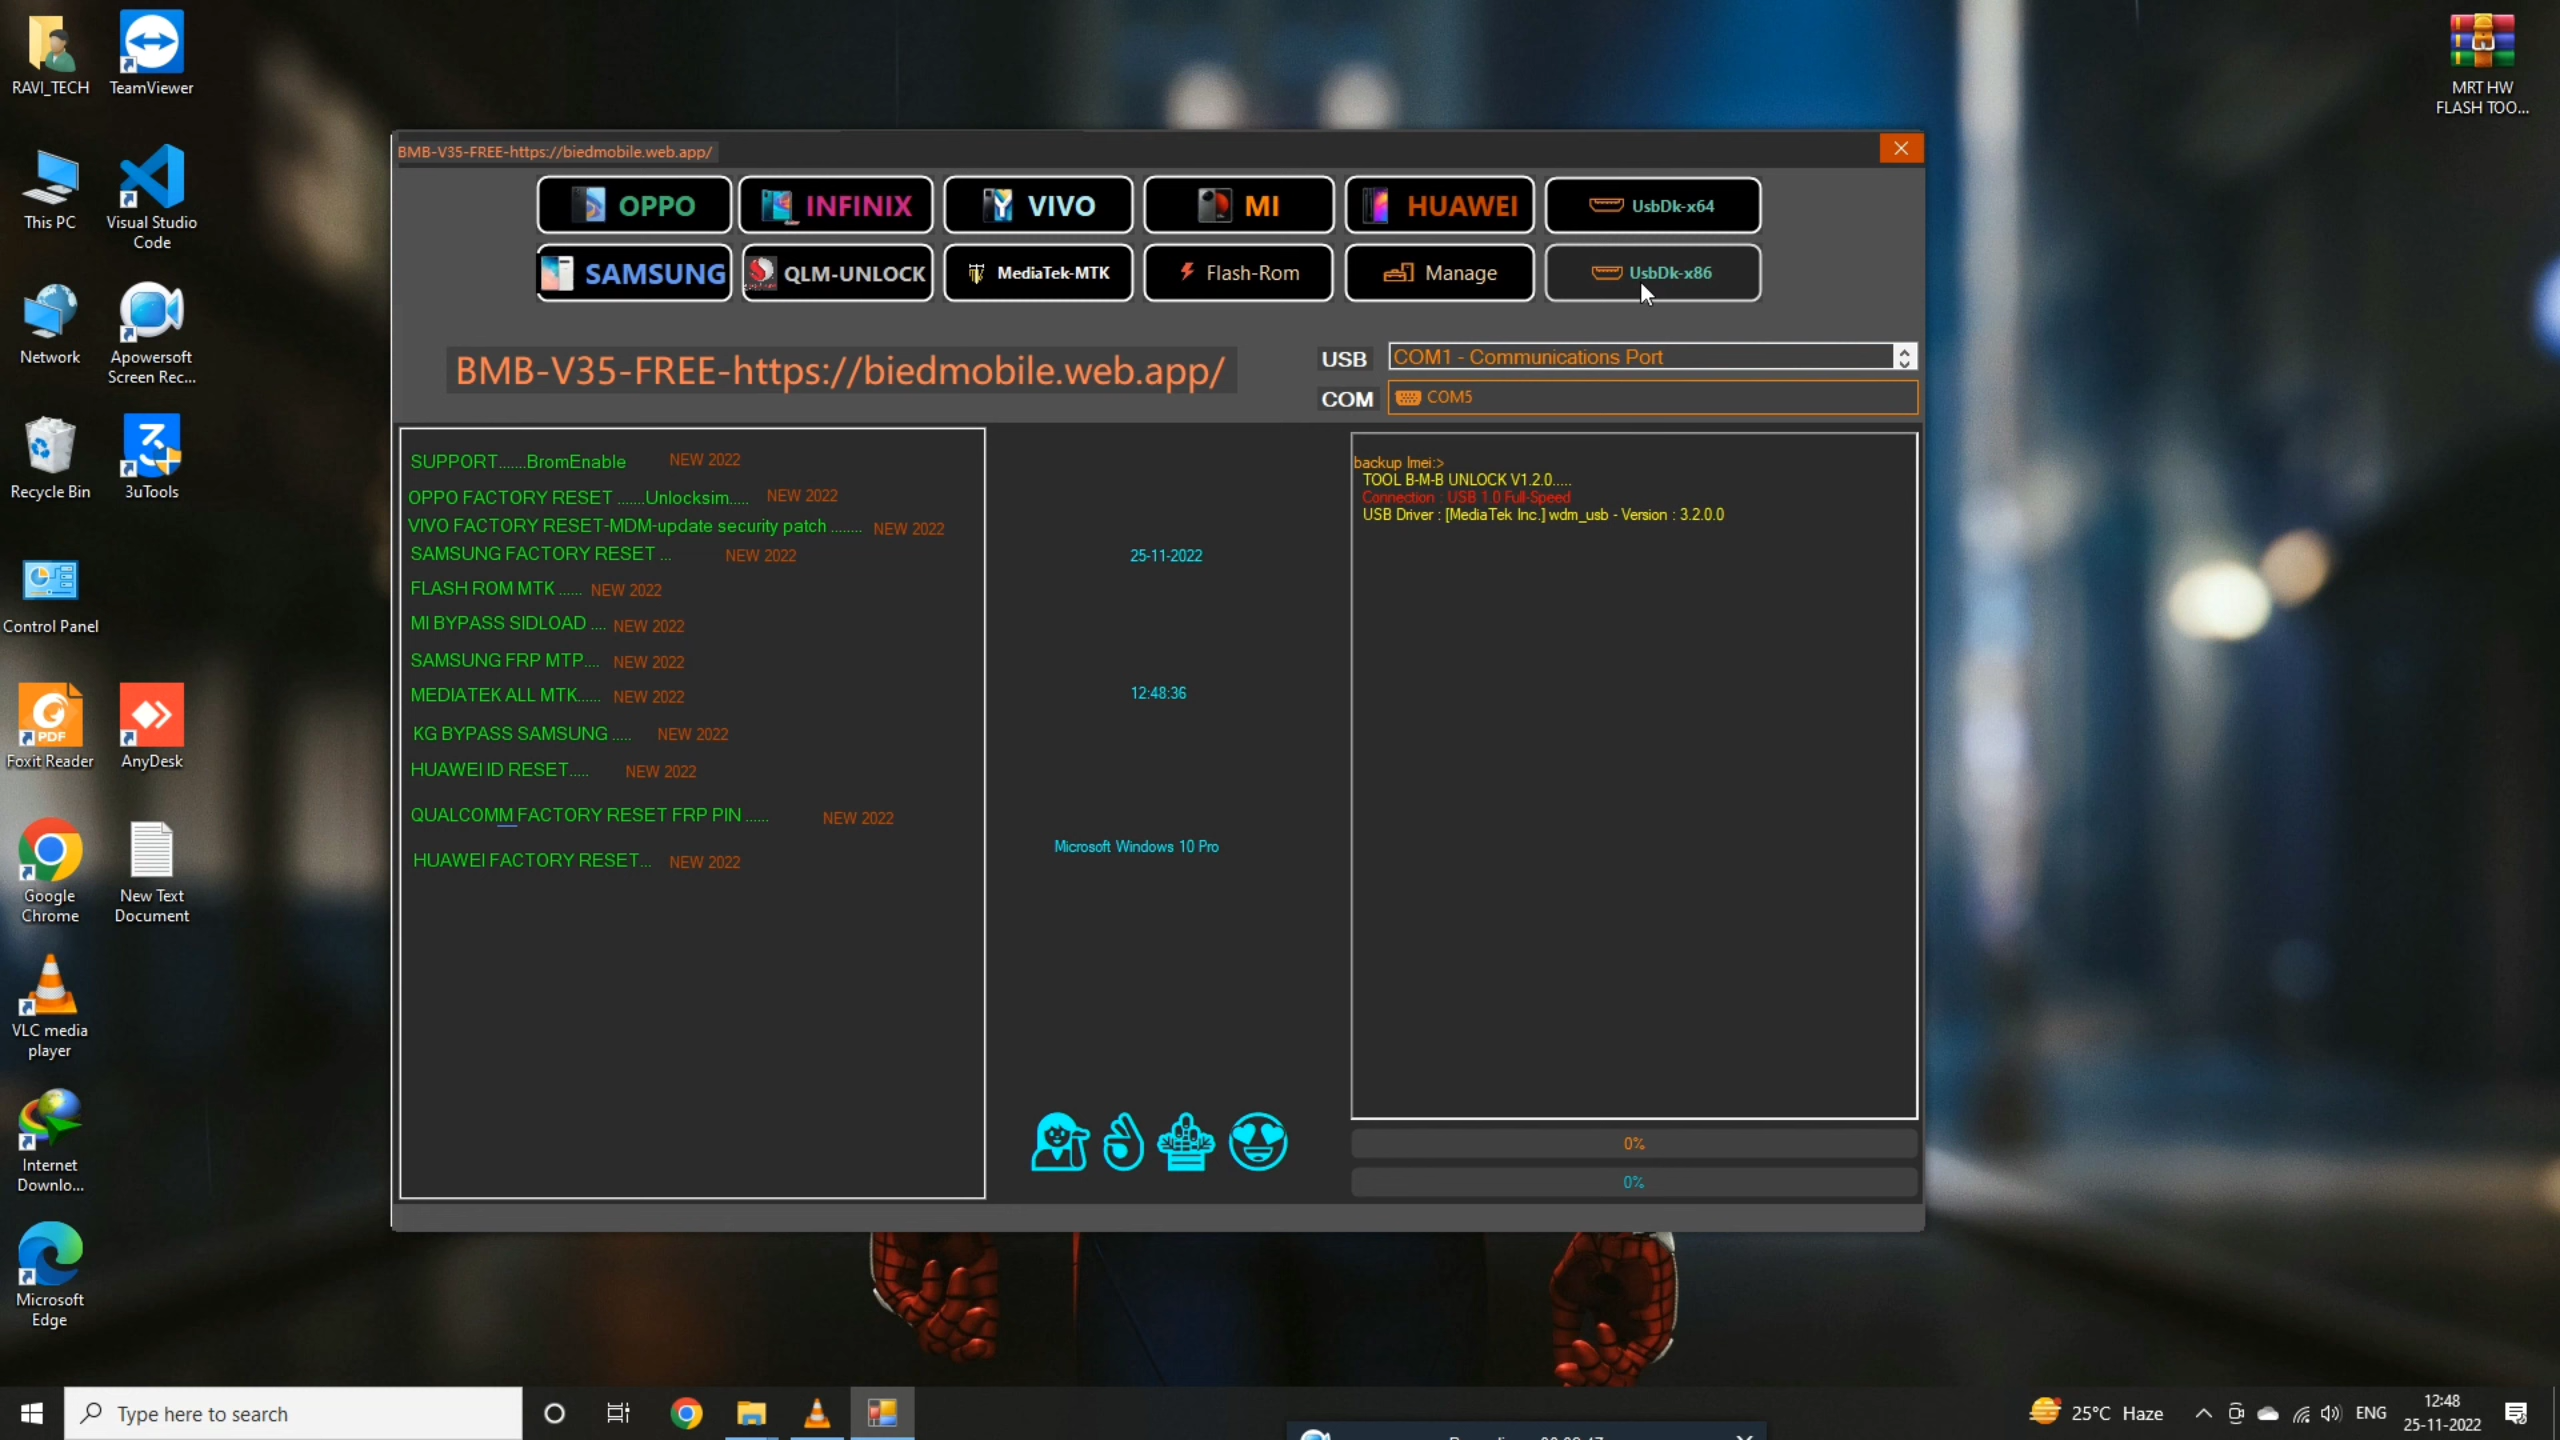 RAVI_TECH
TeamViewer
This PC
Visual Studio
Code
Network
Apowersoft
Screen Rec...
Recycle Bin
3uTools
Control Panel
PDF
Foxit Reader
AnyDesk
Google
Chrome
New Text
Document
VLC media
player
Internet
Downlo...
Microsoft
Edge
MRT HW
FLASH TOO...
BMB-V35-FREE-https://biedmobile.web.app/
OPPO
INFINIX
VIVO
MI
HUAWEI
UsbDk-x64
SAMSUNG
QLM-UNLOCK
MediaTek-MTK
Flash-Rom
Manage
UsbDk-x86
BMB-V35-FREE-https://biedmobile.web.app/
USB COM1 - Communications Port
COM COM5
SUPPORT......BromEnable NEW 2022
OPPO FACTORY RESET ......Unlocksim..... NEW 2022
VIVO FACTORY RESET-MDM-update security patch ........ NEW 2022
SAMSUNG FACTORY RESET ... NEW 2022
FLASH ROM MTK ...... NEW 2022
MI BYPASS SIDLOAD .... NEW 2022
SAMSUNG FRP MTP.... NEW 2022
MEDIATEK ALL MTK...... NEW 2022
KG BYPASS SAMSUNG ..... NEW 2022
HUAWEI ID RESET..... NEW 2022
QUALCOMM FACTORY RESET FRP PIN ...... NEW 2022
HUAWEI FACTORY RESET... NEW 2022
25-11-2022
12:48:36
Microsoft Windows 10 Pro
backup Imei:>
TOOL B-M-B UNLOCK V1.2.0.....
Connection : USB 1.0 Full-Speed
USB Driver : [MediaTek Inc.] wdm_usb - Version : 3.2.0.0
0%
0%
Type here to search
25°C Haze
ENG
12:48
25-11-2022